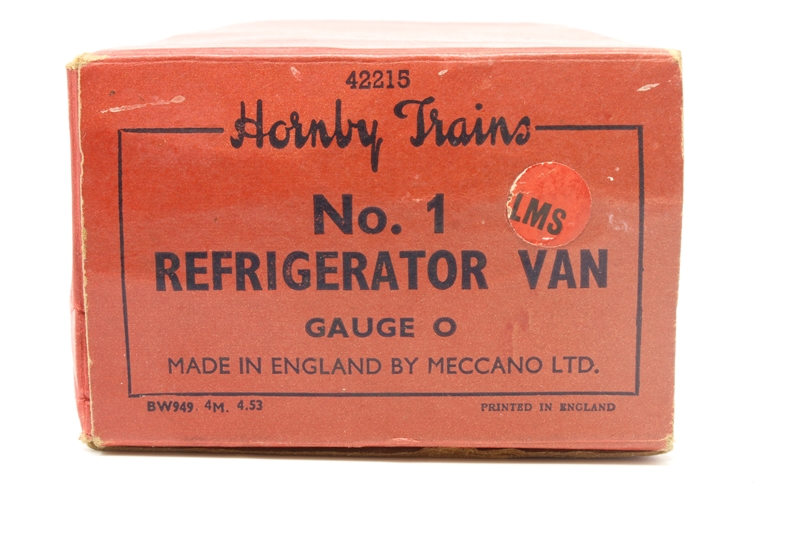 42215
Hornby Trains
No. 1
LMS
REFRIGERATOR VAN
GAUGE O
MADE IN ENGLAND BY MECCANO LTD.
BW949. 4M. 4.53
PRINTED IN ENGLAND